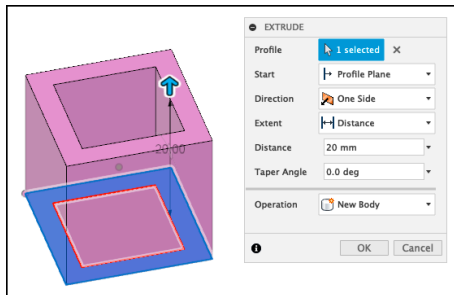 EXTRUDE
Profile 1 selected
Start Profile Plane
Direction One Side
Extent Distance
Distance 20 mm
Taper Angle 0.0 deg
Operation New Body
OK Cancel
20.00